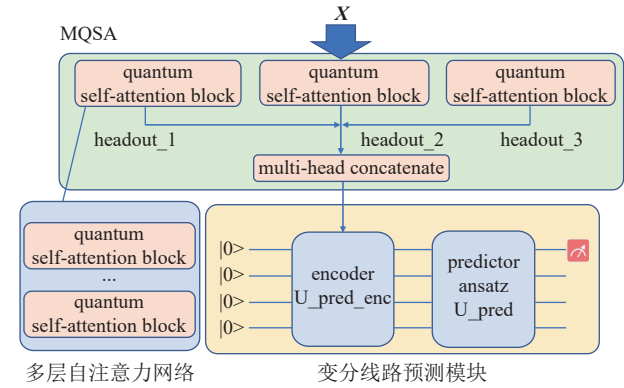 X
MQSA
quantum
self-attention block
quantum
self-attention block
quantum
self-attention block
headout_1
headout_2
headout_3
multi-head concatenate
quantum
self-attention block
...
quantum
self-attention block
|0>
|0>
|0>
|0>
encoder
U_pred_enc
predictor
ansatz
U_pred
多层自注意力网络
变分线路预测模块